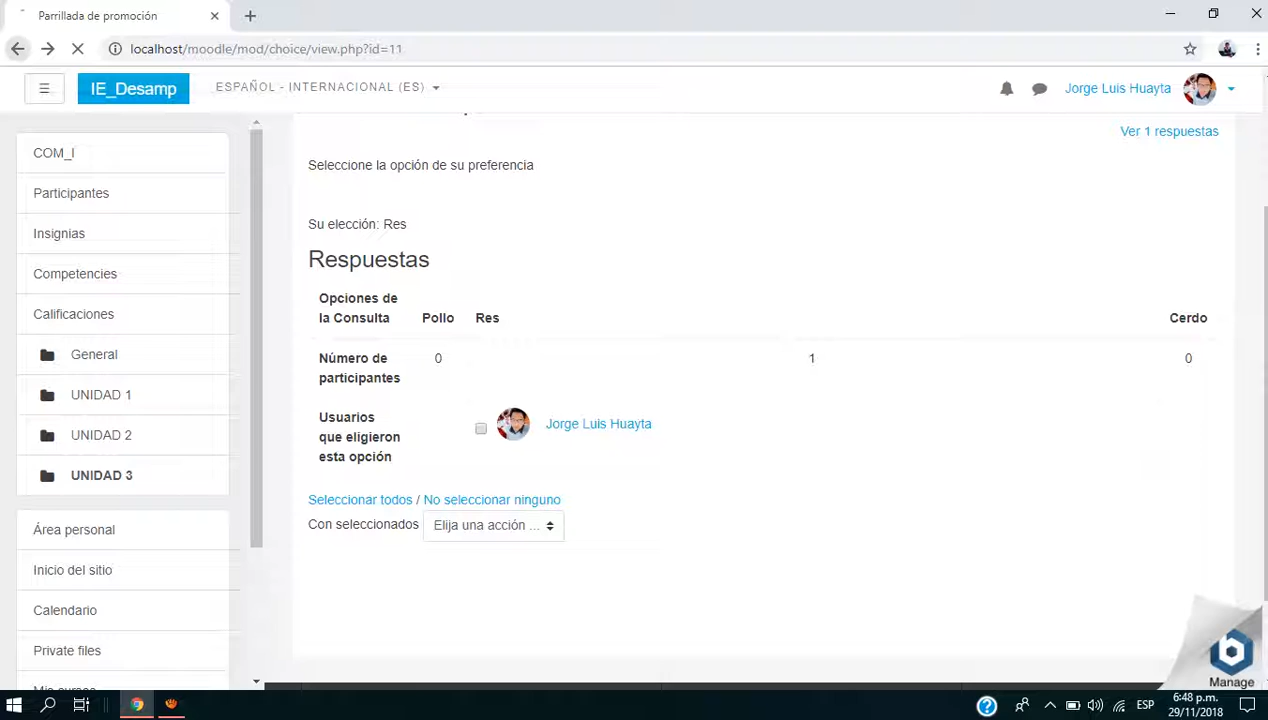 Parrillada de promoción
localhost/moodle/mod/choice/view.php?id=11
IE_Desamp
ESPAÑOL - INTERNACIONAL (ES)
Jorge Luis Huayta
COM_I
Participantes
Insignias
Competencies
Calificaciones
General
UNIDAD 1
UNIDAD 2
UNIDAD 3
Área personal
Inicio del sitio
Calendario
Private files
Mis cursos
Ver 1 respuestas
Seleccione la opción de su preferencia
Su elección: Res
Respuestas
Opciones de
la Consulta Pollo Res Cerdo
Número de
participantes 0 1 0
Usuarios
que eligieron
esta opción
Jorge Luis Huayta
Seleccionar todos / No seleccionar ninguno
Con seleccionados Elija una acción ...
Manage
ESP
6:48 p.m.
29/11/2018